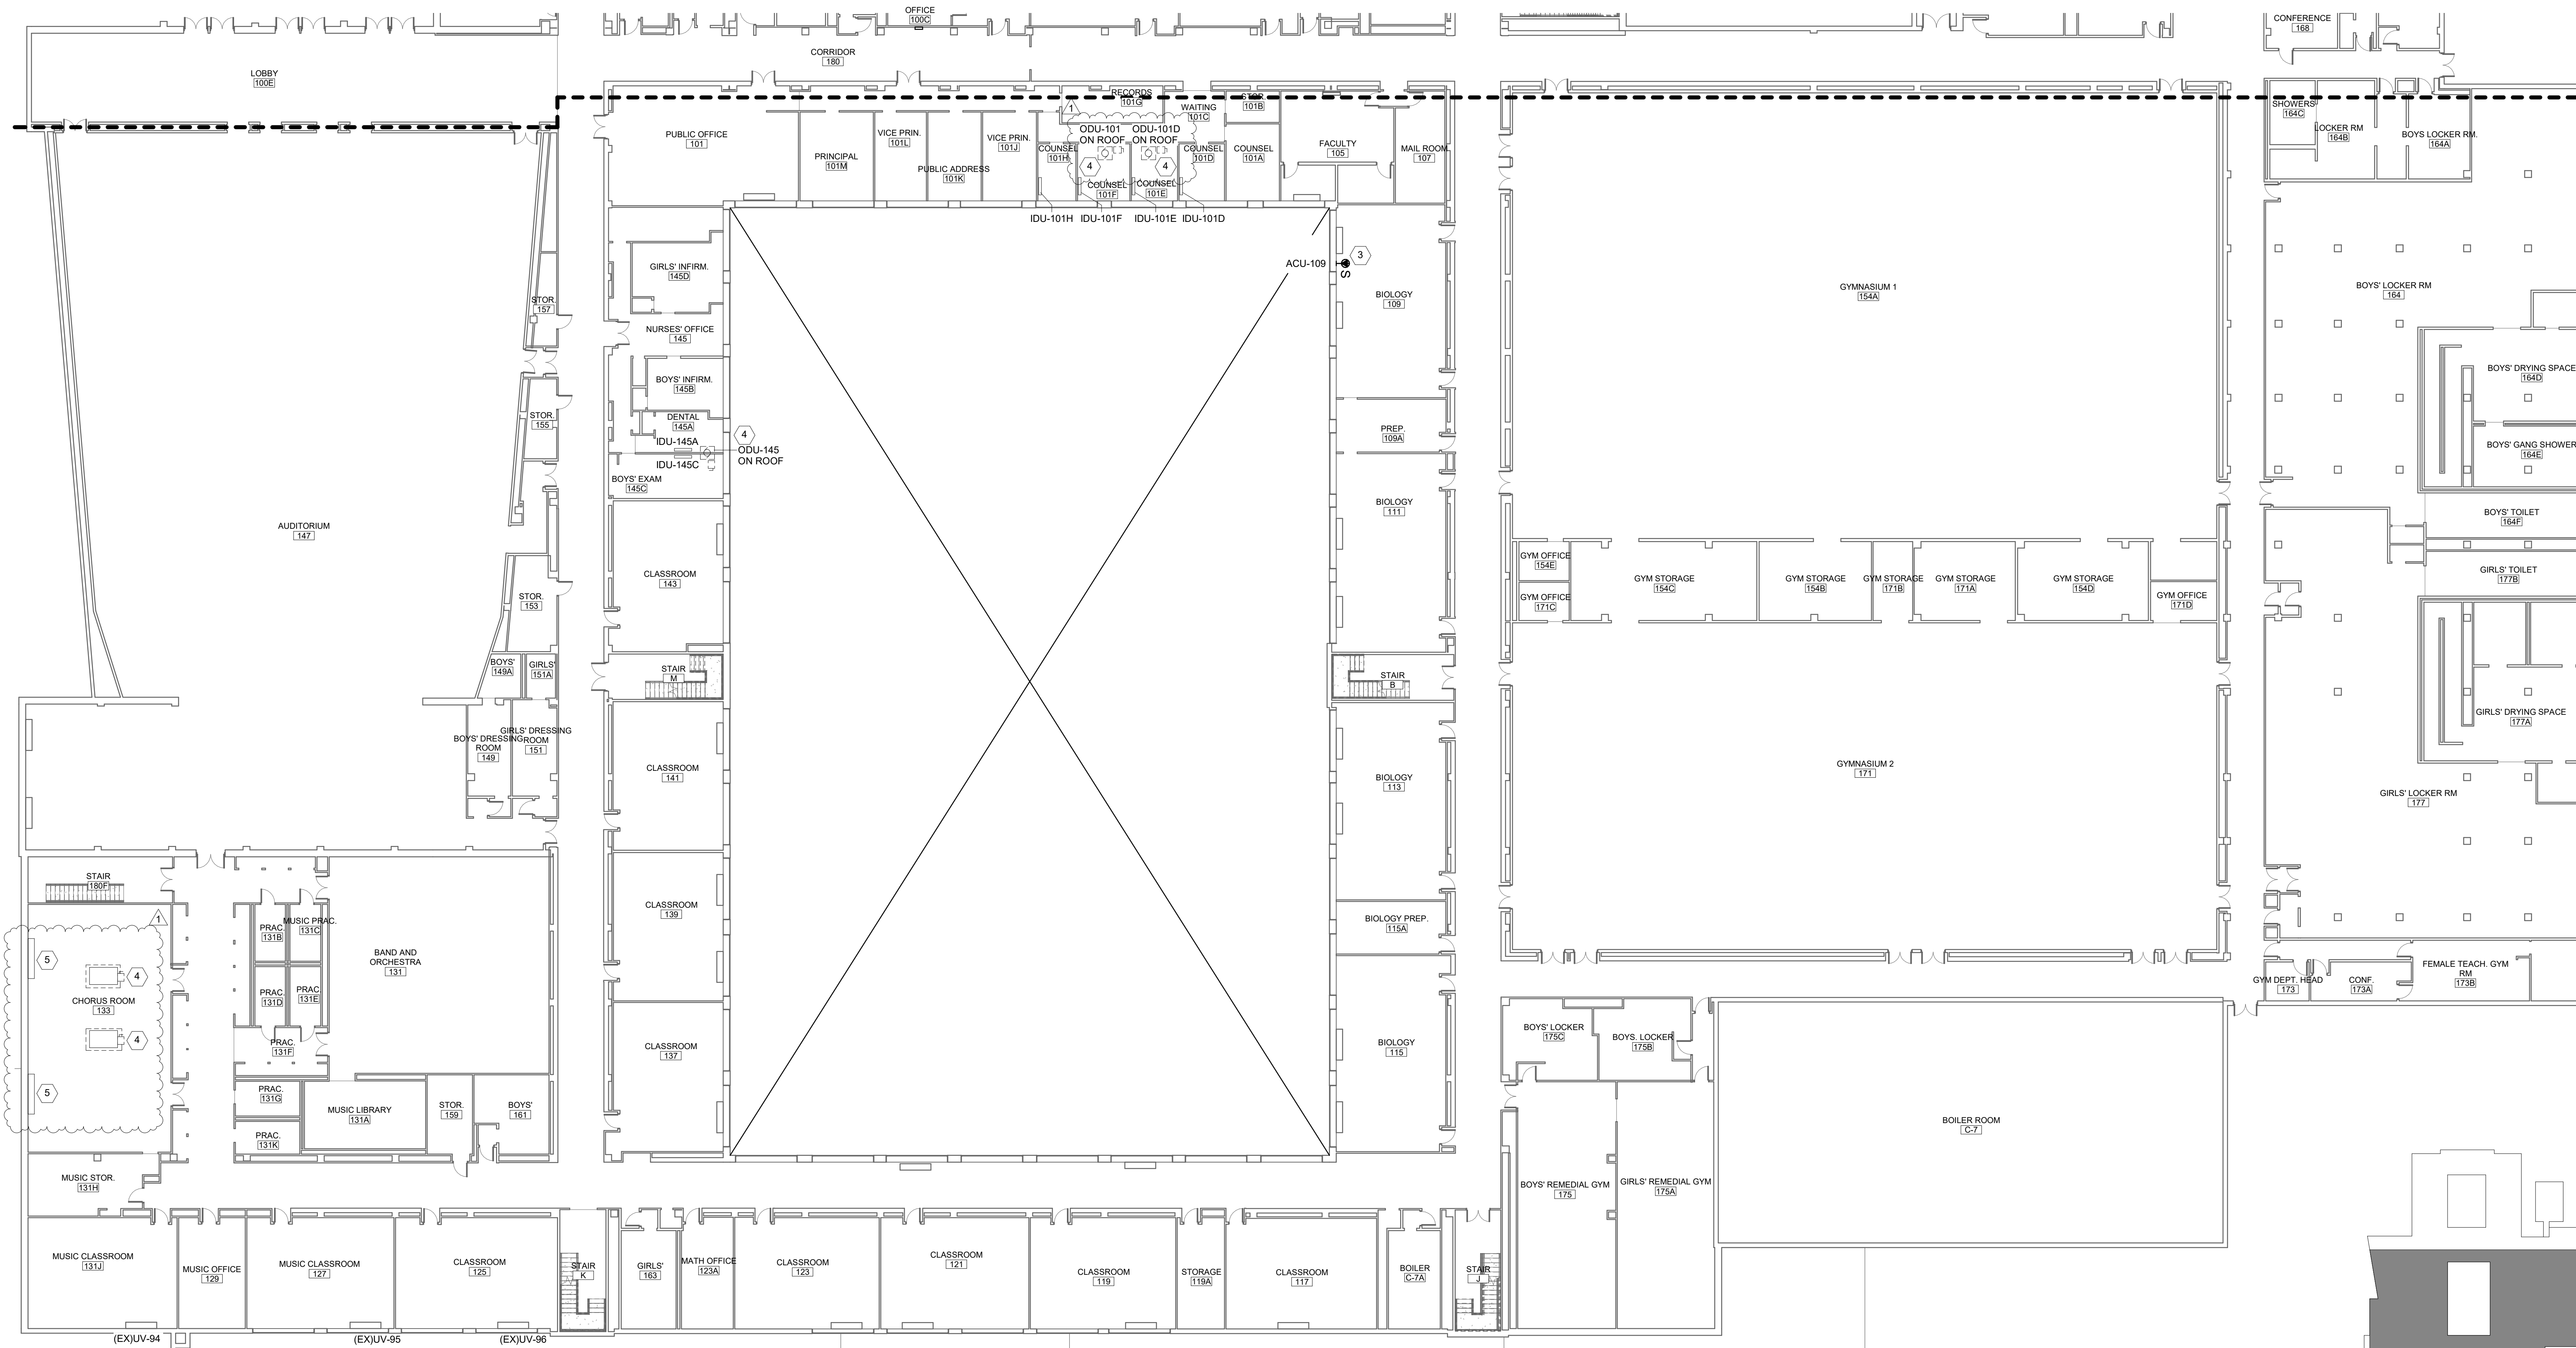 OFFICE
100C
CONFERENCE
168
CORRIDOR
180
LOBBY
100E
RECORDS
101G
STOR.
101B
WAITING
101C
1
SHOWERS
164C
LOCKER RM
164B
BOYS LOCKER RM.
164A
PUBLIC OFFICE
101
VICE PRIN.
101L
VICE PRIN.
101J
ODU-101
ON ROOF
ODU-101D
ON ROOF
PRINCIPAL
101M
PUBLIC ADDRESS
101K
COUNSEL
101H
COUNSEL
101D
COUNSEL
101A
FACULTY
105
MAIL ROOM
107
4
4
COUNSEL
101F
COUNSEL
101E
IDU-101H
IDU-101F
IDU-101E
IDU-101D
GIRLS' INFIRM.
145D
ACU-109
S
3
STOR.
157
BIOLOGY
109
GYMNASIUM 1
154A
BOYS' LOCKER RM
164
NURSES' OFFICE
145
BOYS' INFIRM.
145B
BOYS' DRYING SPACE
164D
STOR.
155
DENTAL
145A
IDU-145A
IDU-145C
4
ODU-145
ON ROOF
PREP.
109A
BOYS' GANG SHOWER
164E
BOYS' EXAM
145C
BIOLOGY
111
BOYS' TOILET
164F
AUDITORIUM
147
CLASSROOM
143
GYM OFFICE
154E
GYM OFFICE
171C
GYM STORAGE
154C
GYM STORAGE
154B
GYM STORAGE
171B
GYM STORAGE
171A
GYM STORAGE
154D
GYM OFFICE
171D
GIRLS' TOILET
177B
STOR.
153
BOYS'
149A
GIRLS'
151A
STAIR
M
STAIR
B
BOYS' DRESSING
ROOM
149
GIRLS' DRESSING
ROOM
151
GIRLS' DRYING SPACE
177A
CLASSROOM
141
BIOLOGY
113
GYMNASIUM 2
171
GIRLS' LOCKER RM
177
STAIR
180F
1
PRAC.
131B
MUSIC PRAC.
131C
CLASSROOM
139
BIOLOGY PREP.
115A
5
4
CHORUS ROOM
133
4
5
BAND AND
ORCHESTRA
131
PRAC.
131D
PRAC.
131E
PRAC.
131F
GYM DEPT. HEAD
173
CONF.
173A
FEMALE TEACH. GYM
RM
173B
CLASSROOM
137
BIOLOGY
115
BOYS' LOCKER
175C
BOYS. LOCKER
175B
PRAC.
131G
MUSIC LIBRARY
131A
STOR.
159
BOYS'
161
PRAC.
131K
BOILER ROOM
C-7
MUSIC STOR.
131H
BOYS' REMEDIAL GYM
175
GIRLS' REMEDIAL GYM
175A
MUSIC CLASSROOM
131J
MUSIC OFFICE
129
MUSIC CLASSROOM
127
CLASSROOM
125
STAIR
K
GIRLS'
163
MATH OFFICE
123A
CLASSROOM
123
CLASSROOM
121
CLASSROOM
119
STORAGE
119A
CLASSROOM
117
BOILER
C-7A
STAIR
J
(EX)UV-94
(EX)UV-95
(EX)UV-96